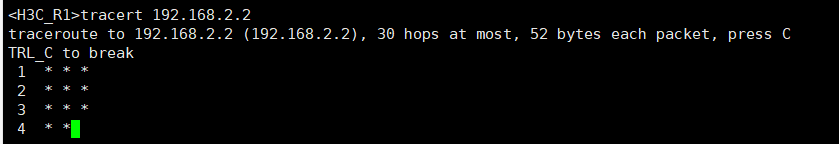 <H3C_R1>tracert 192.168.2.2
traceroute to 192.168.2.2 (192.168.2.2), 30 hops at most, 52 bytes each packet, press C
TRL_C to break
 1  * * *
 2  * * *
 3  * * *
 4  * *